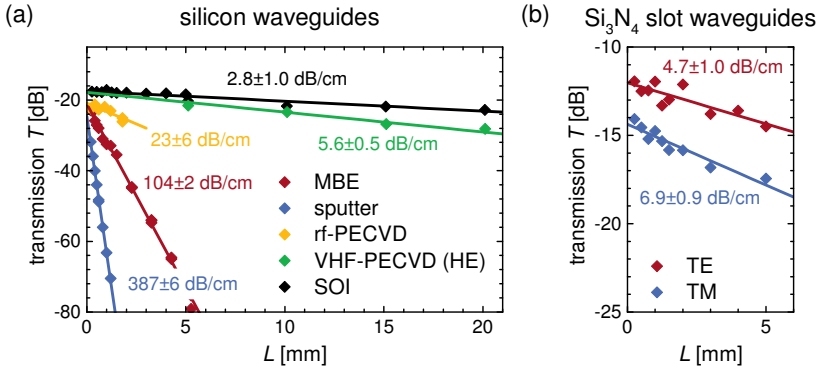 (a)
silicon waveguides
transmission T [dB]
-20
-40
-60
-80
0
5
10
15
20
L [mm]
2.8±1.0 dB/cm
5.6±0.5 dB/cm
23±6 dB/cm
104±2 dB/cm
387±6 dB/cm
MBE
sputter
rf-PECVD
VHF-PECVD (HE)
SOI
(b)
Si₃N₄ slot waveguides
transmission T [dB]
-10
-15
-20
-25
0
5
L [mm]
4.7±1.0 dB/cm
6.9±0.9 dB/cm
TE
TM